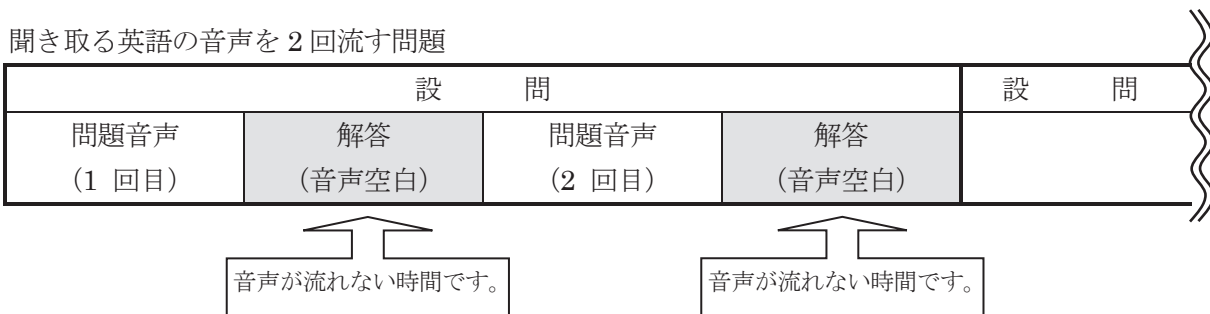 聞き取る英語の音声を 2 回流す問題
設 問 設 問
問題音声 解答 問題音声 解答
(1 回目) (音声空白) (2 回目) (音声空白)
音声が流れない時間です。 音声が流れない時間です。